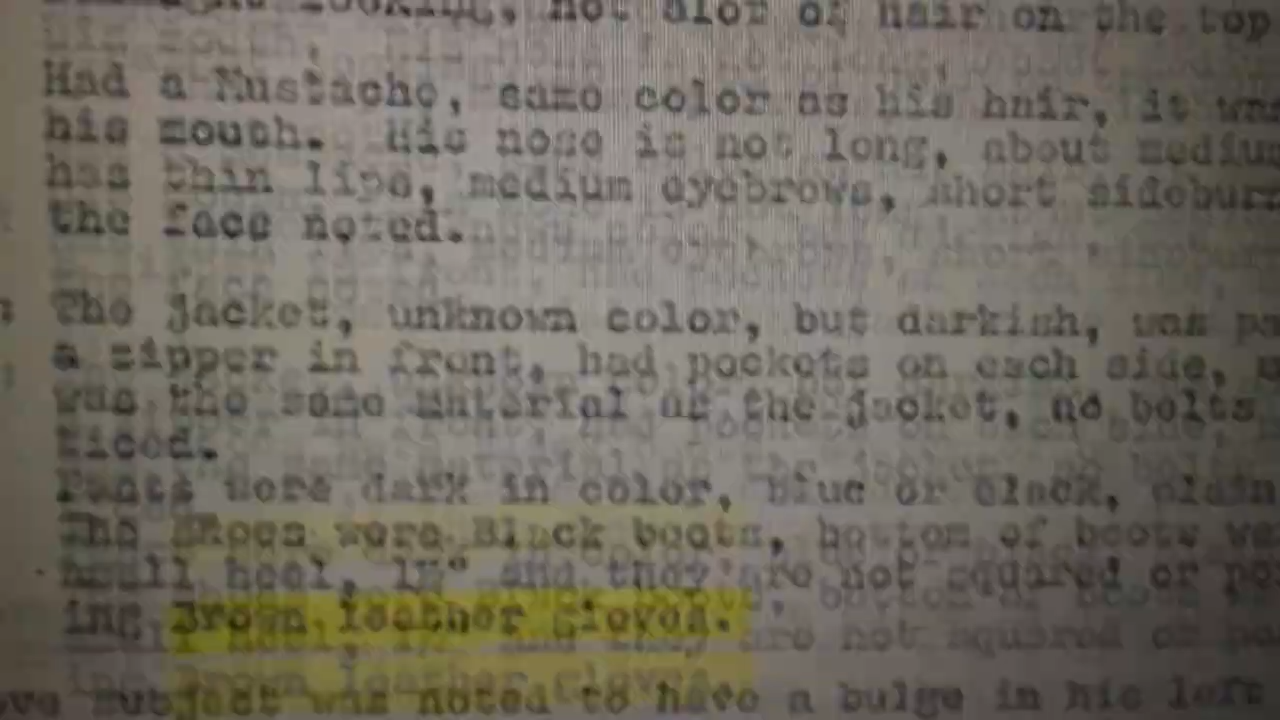 looking, not alot of hair on the top
Had a Mustache, same color as his hair, it was
his mouth. His nose is not long, about medium
has thin lips, medium eyebrows, short sideburn
the face noted.
The jacket, unknown color, but darkish, was
a zipper in front, had pockets on each side,
was the same material as the jacket, no belts
ticed.
Pants were dark in color, blue or black, plain
The Shoes were Black boots, bottom of boots
small heel, 1½" and they are not squared or
ing Brown leather gloves.
subject was noted to have a bulge in his left